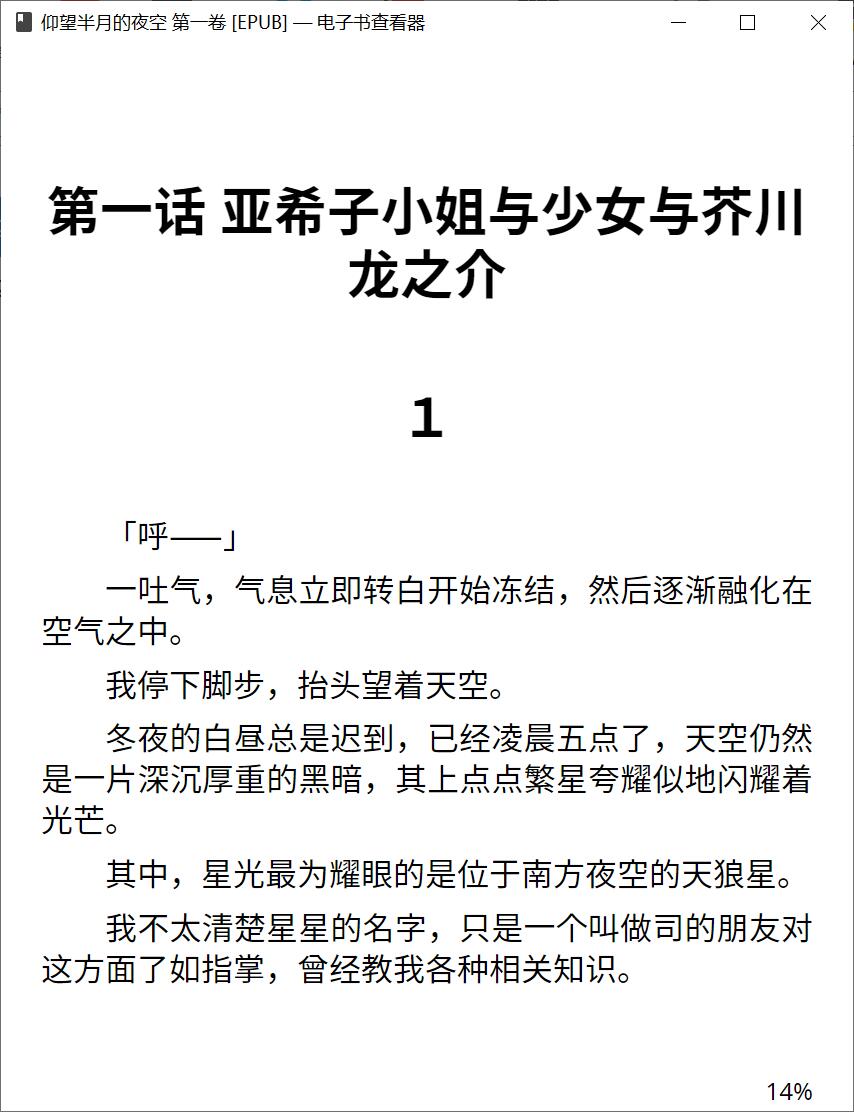 仰望半月的夜空 第一卷 [EPUB] — 电子书查看器
第一话 亚希子小姐与少女与芥川
龙之介
1
「呼——」
一吐气，气息立即转白开始冻结，然后逐渐融化在
空气之中。
我停下脚步，抬头望着天空。
冬夜的白昼总是迟到，已经凌晨五点了，天空仍然
是一片深沉厚重的黑暗，其上点点繁星夸耀似地闪耀着
光芒。
其中，星光最为耀眼的是位于南方夜空的天狼星。
我不太清楚星星的名字，只是一个叫做司的朋友对
这方面了如指掌，曾经教我各种相关知识。
14%